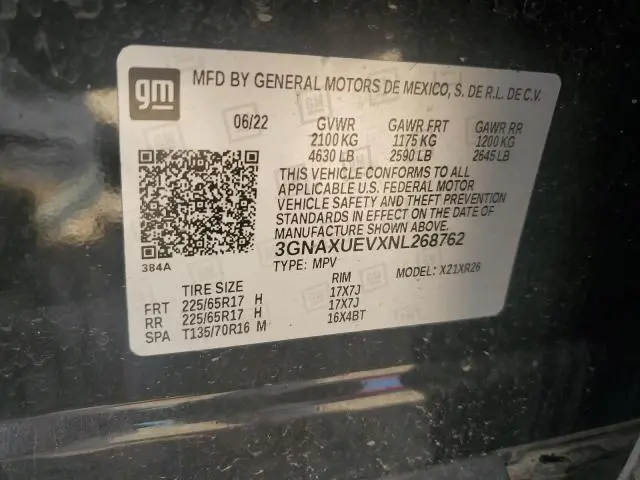 gm
MFD BY GENERAL MOTORS DE MEXICO, S. DE R.L. DE C.V.
06/22 GVWR GAWR FRT GAWR RR
2100 KG 1175 KG 1200 KG
4630 LB 2590 LB 2645 LB
THIS VEHICLE CONFORMS TO ALL
APPLICABLE U.S. FEDERAL MOTOR
VEHICLE SAFETY AND THEFT PREVENTION
STANDARDS IN EFFECT ON THE DATE OF
MANUFACTURE SHOWN ABOVE.
3GNAXUEVXNL268762
384A
TYPE: MPV MODEL: X21XR26
TIRE SIZE RIM
FRT 225/65R17 H 17X7J
RR 225/65R17 H 17X7J
SPA T135/70R16 M 16X4BT